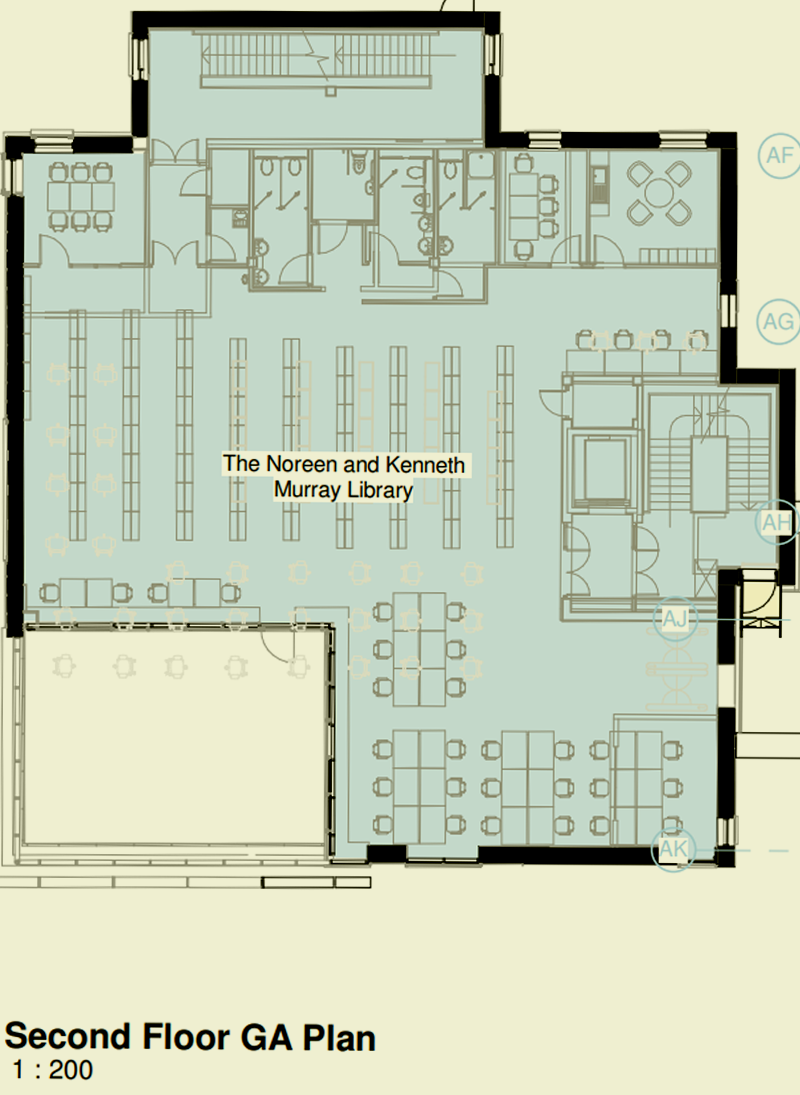 AF
AG
The Noreen and Kenneth
Murray Library
AH
AJ
AK
Second Floor GA Plan
1 : 200